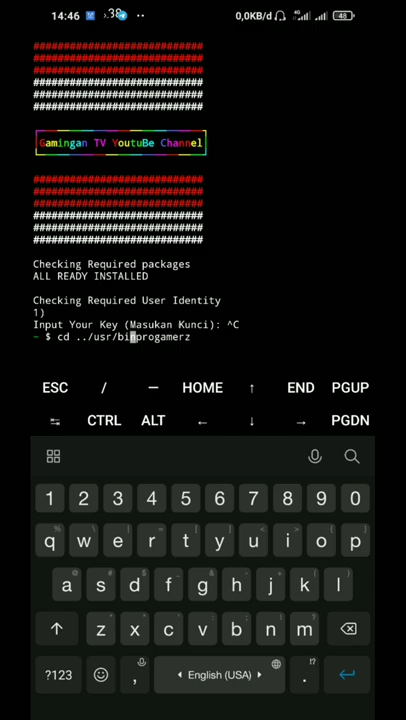 14:46 38 0,0KB/d 4G 48
##################################
##################################
##################################
##################################
##################################
##################################
Gamingan TV YoutuBe Channel
##################################
##################################
##################################
##################################
##################################
##################################
Checking Required packages
ALL READY INSTALLED
Checking Required User Identity
1)
Input Your Key (Masukan Kunci): ^C
~ $ cd ../usr/binprogamerz
ESC / — HOME ↑ END PGUP
CTRL ALT ← ↓ → PGDN
1 2 3 4 5 6 7 8 9 0
q w e r t y u i o p
a s d f g h j k l
z x c v b n m
?123 , English (USA) .